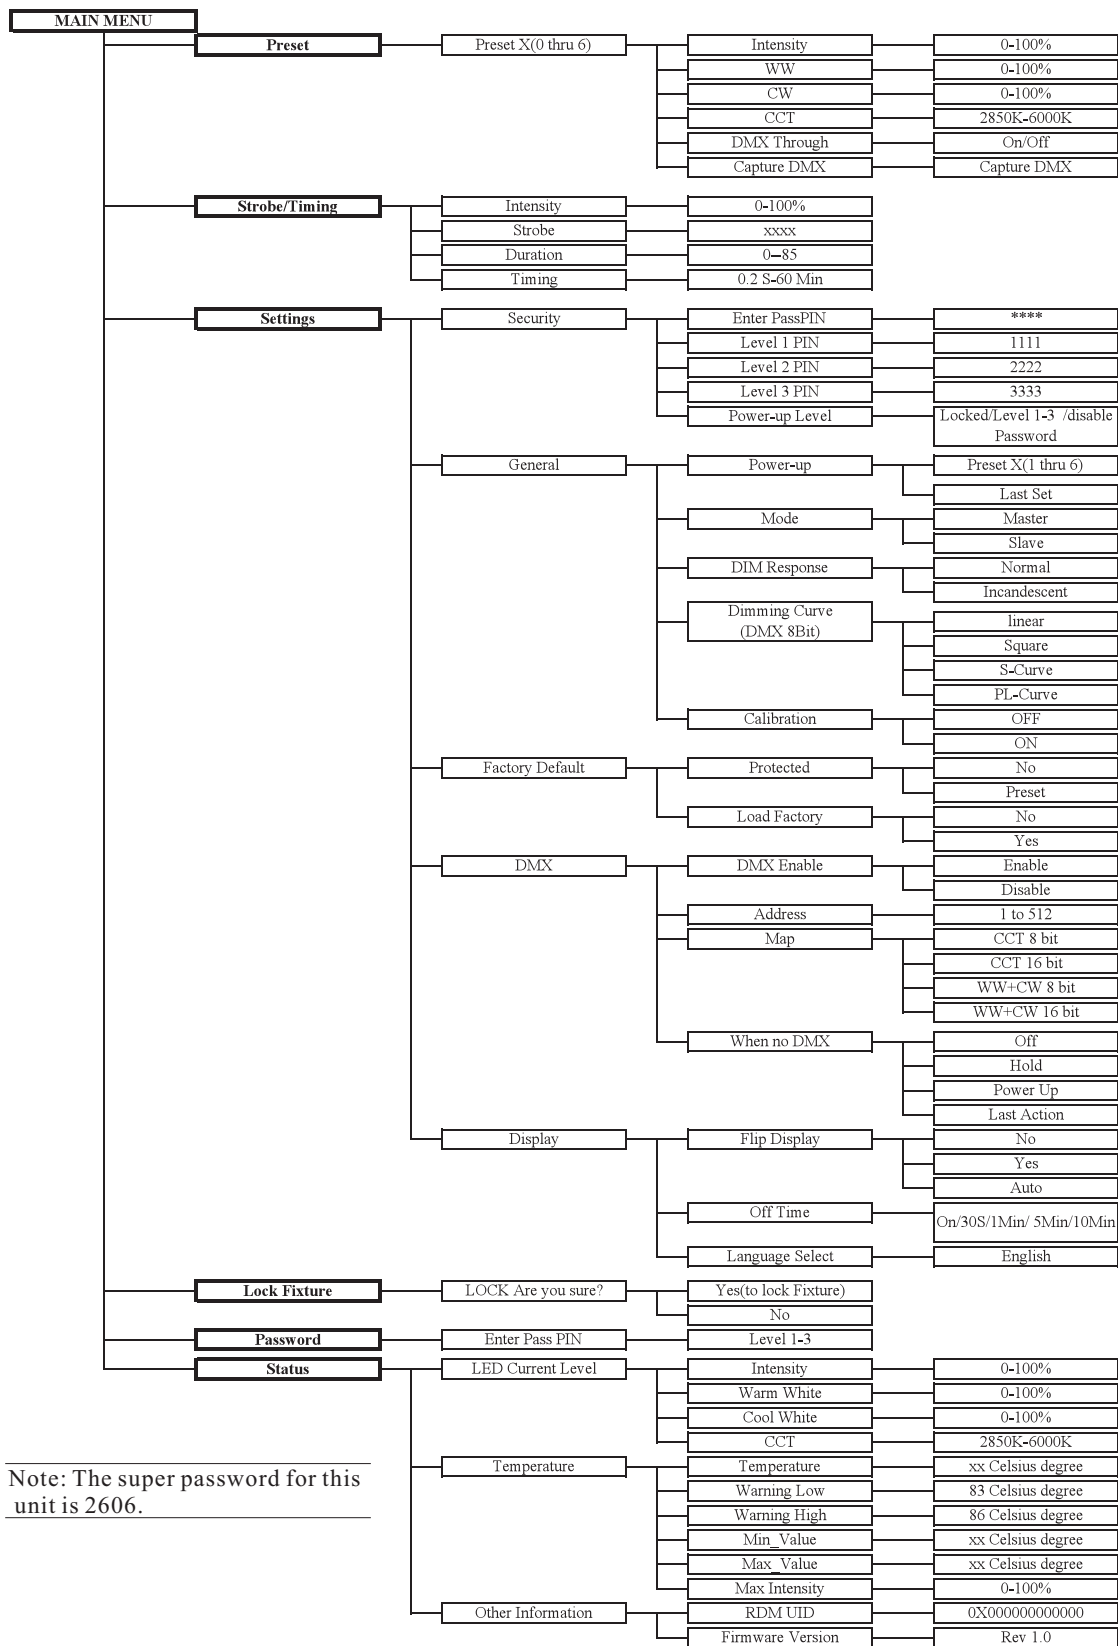 MAIN MENU
Preset Preset X(0 thru 6) Intensity 0-100%
WW 0-100%
CW 0-100%
CCT 2850K-6000K
DMX Through On/Off
Capture DMX Capture DMX
Strobe/Timing Intensity 0-100%
Strobe xxxx
Duration 0--85
Timing 0.2 S-60 Min
Settings Security Enter PassPIN ****
Level 1 PIN 1111
Level 2 PIN 2222
Level 3 PIN 3333
Power-up Level Locked/Level 1-3 /disable
Password
General Power-up Preset X(1 thru 6)
Last Set
Mode Master
Slave
DIM Response Normal
Incandescent
Dimming Curve
(DMX 8Bit)
linear
Square
S-Curve
PL-Curve
Calibration OFF
ON
Factory Default Protected No
Preset
Load Factory No
Yes
DMX DMX Enable Enable
Disable
Address 1 to 512
Map CCT 8 bit
CCT 16 bit
WW+CW 8 bit
WW+CW 16 bit
When no DMX Off
Hold
Power Up
Last Action
Display Flip Display No
Yes
Auto
Off Time On/30S/1Min/ 5Min/10Min
Language Select English
Lock Fixture LOCK Are you sure? Yes(to lock Fixture)
No
Password Enter Pass PIN Level 1-3
Status LED Current Level Intensity 0-100%
Warm White 0-100%
Cool White 0-100%
CCT 2850K-6000K
Temperature Temperature xx Celsius degree
Warning Low 83 Celsius degree
Warning High 86 Celsius degree
Min_Value xx Celsius degree
Max_Value xx Celsius degree
Max Intensity 0-100%
Other Information RDM UID 0X000000000000
Firmware Version Rev 1.0
Note: The super password for this
unit is 2606.